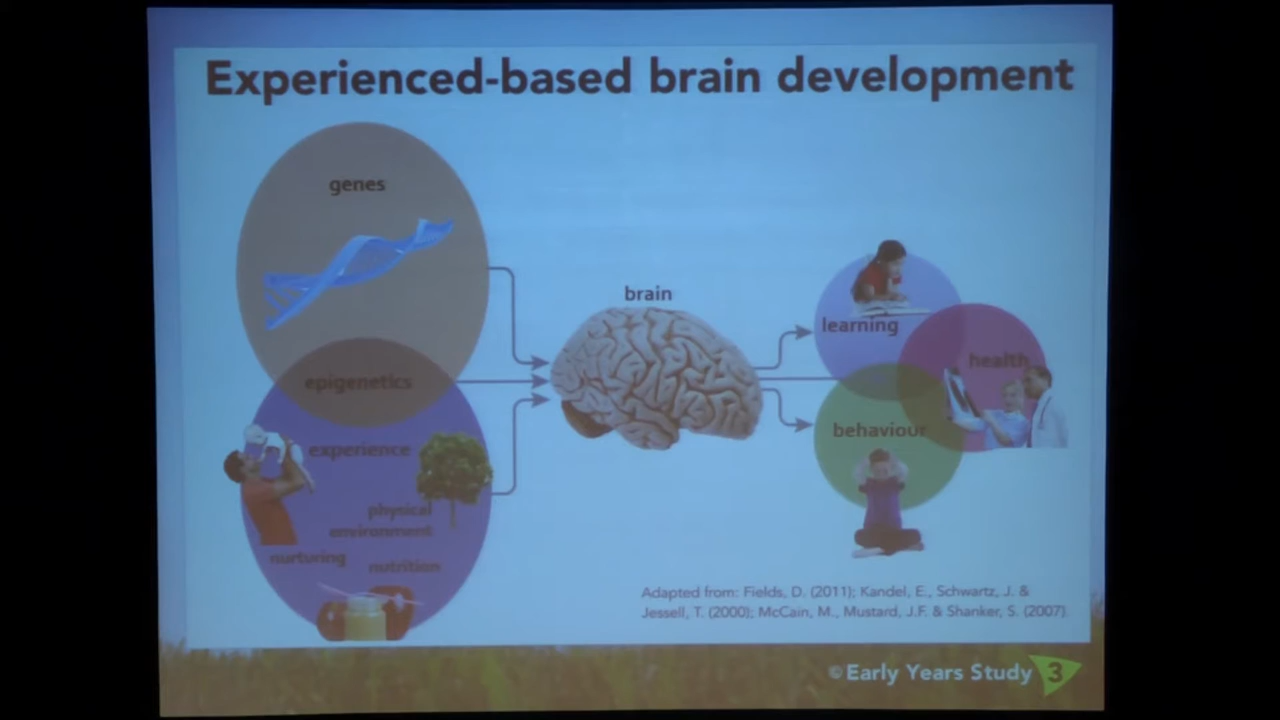 Experienced-based brain development
genes
epigenetics
experience
physical
environment
nurturing
nutrition
brain
learning
health
behaviour
Adapted from: Fields, D. (2011); Kandel, E., Schwartz, J. &
Jessell, T. (2000); McCain, M., Mustard, J.F. & Shanker, S. (2007).
© Early Years Study 3